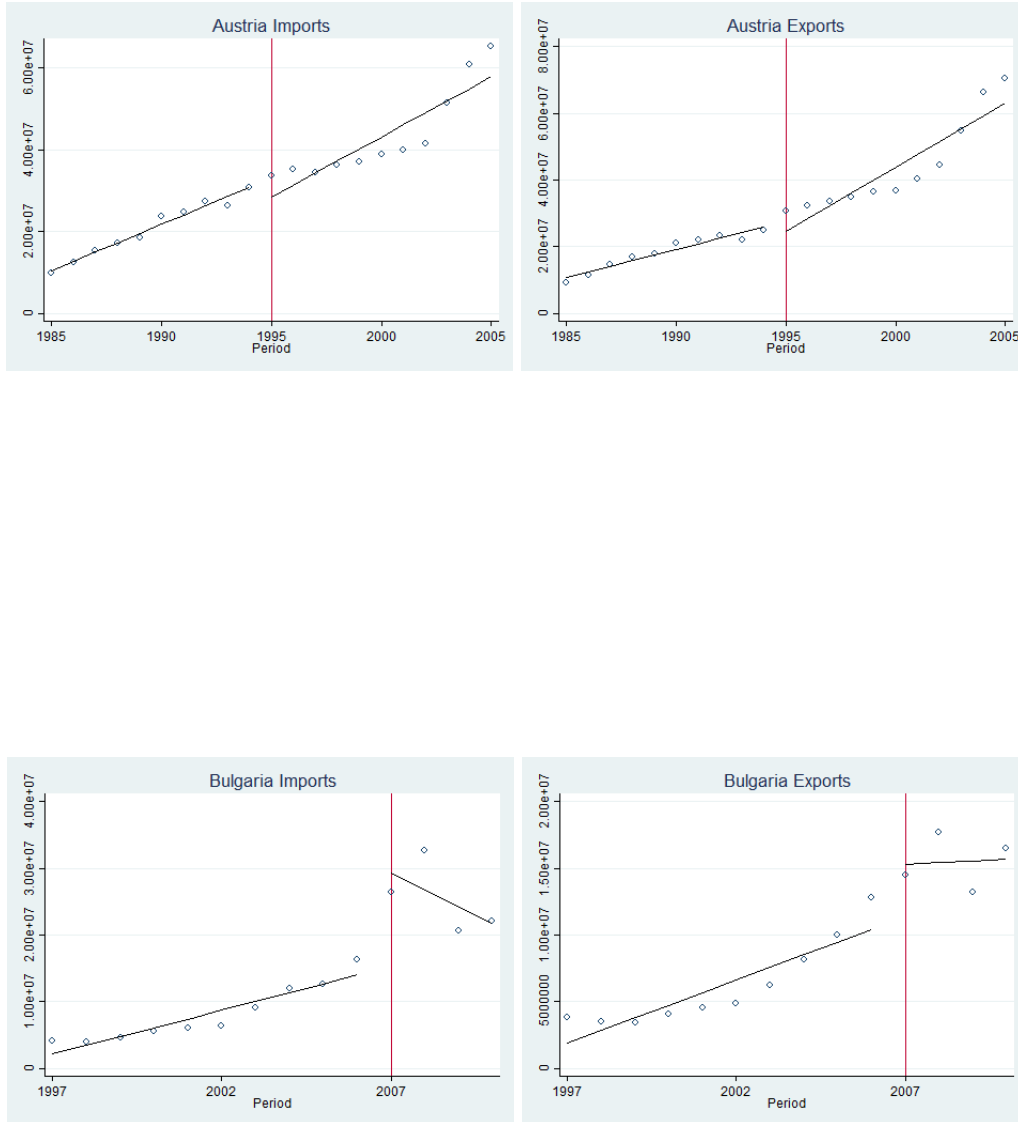 Austria Imports
6.00e+07
4.00e+07
2.00e+07
0
1985 1990 1995 2000 2005
Period
Austria Exports
8.00e+07
6.00e+07
4.00e+07
2.00e+07
0
1985 1990 1995 2000 2005
Period
Bulgaria Imports
4.00e+07
3.00e+07
2.00e+07
1.00e+07
0
1997 2002 2007
Period
Bulgaria Exports
2.00e+07
1.50e+07
1.00e+07
5000000
0
1997 2002 2007
Period